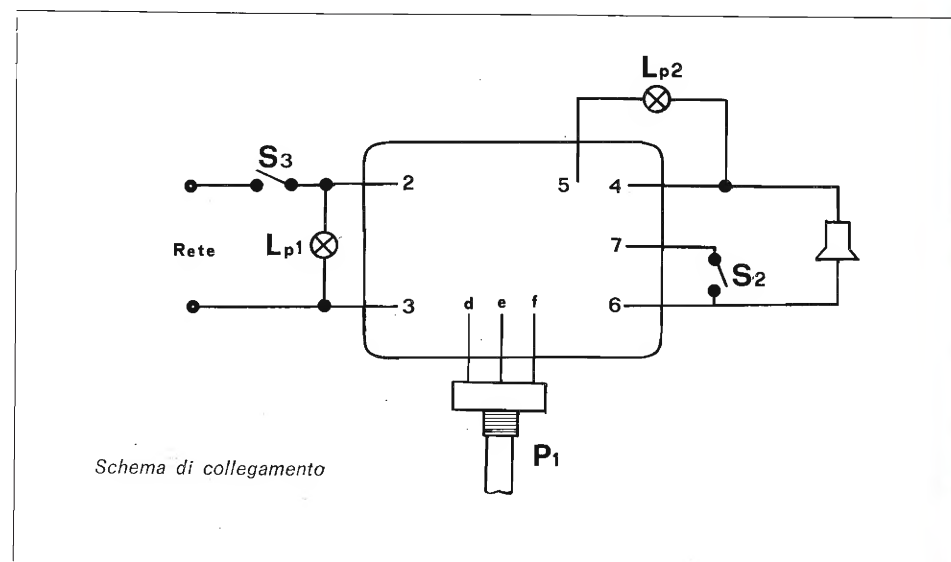 Lp2
S3
2
5
4
Rete
Lp1
7
S2
3
d e f
6
P1
Schema di collegamento